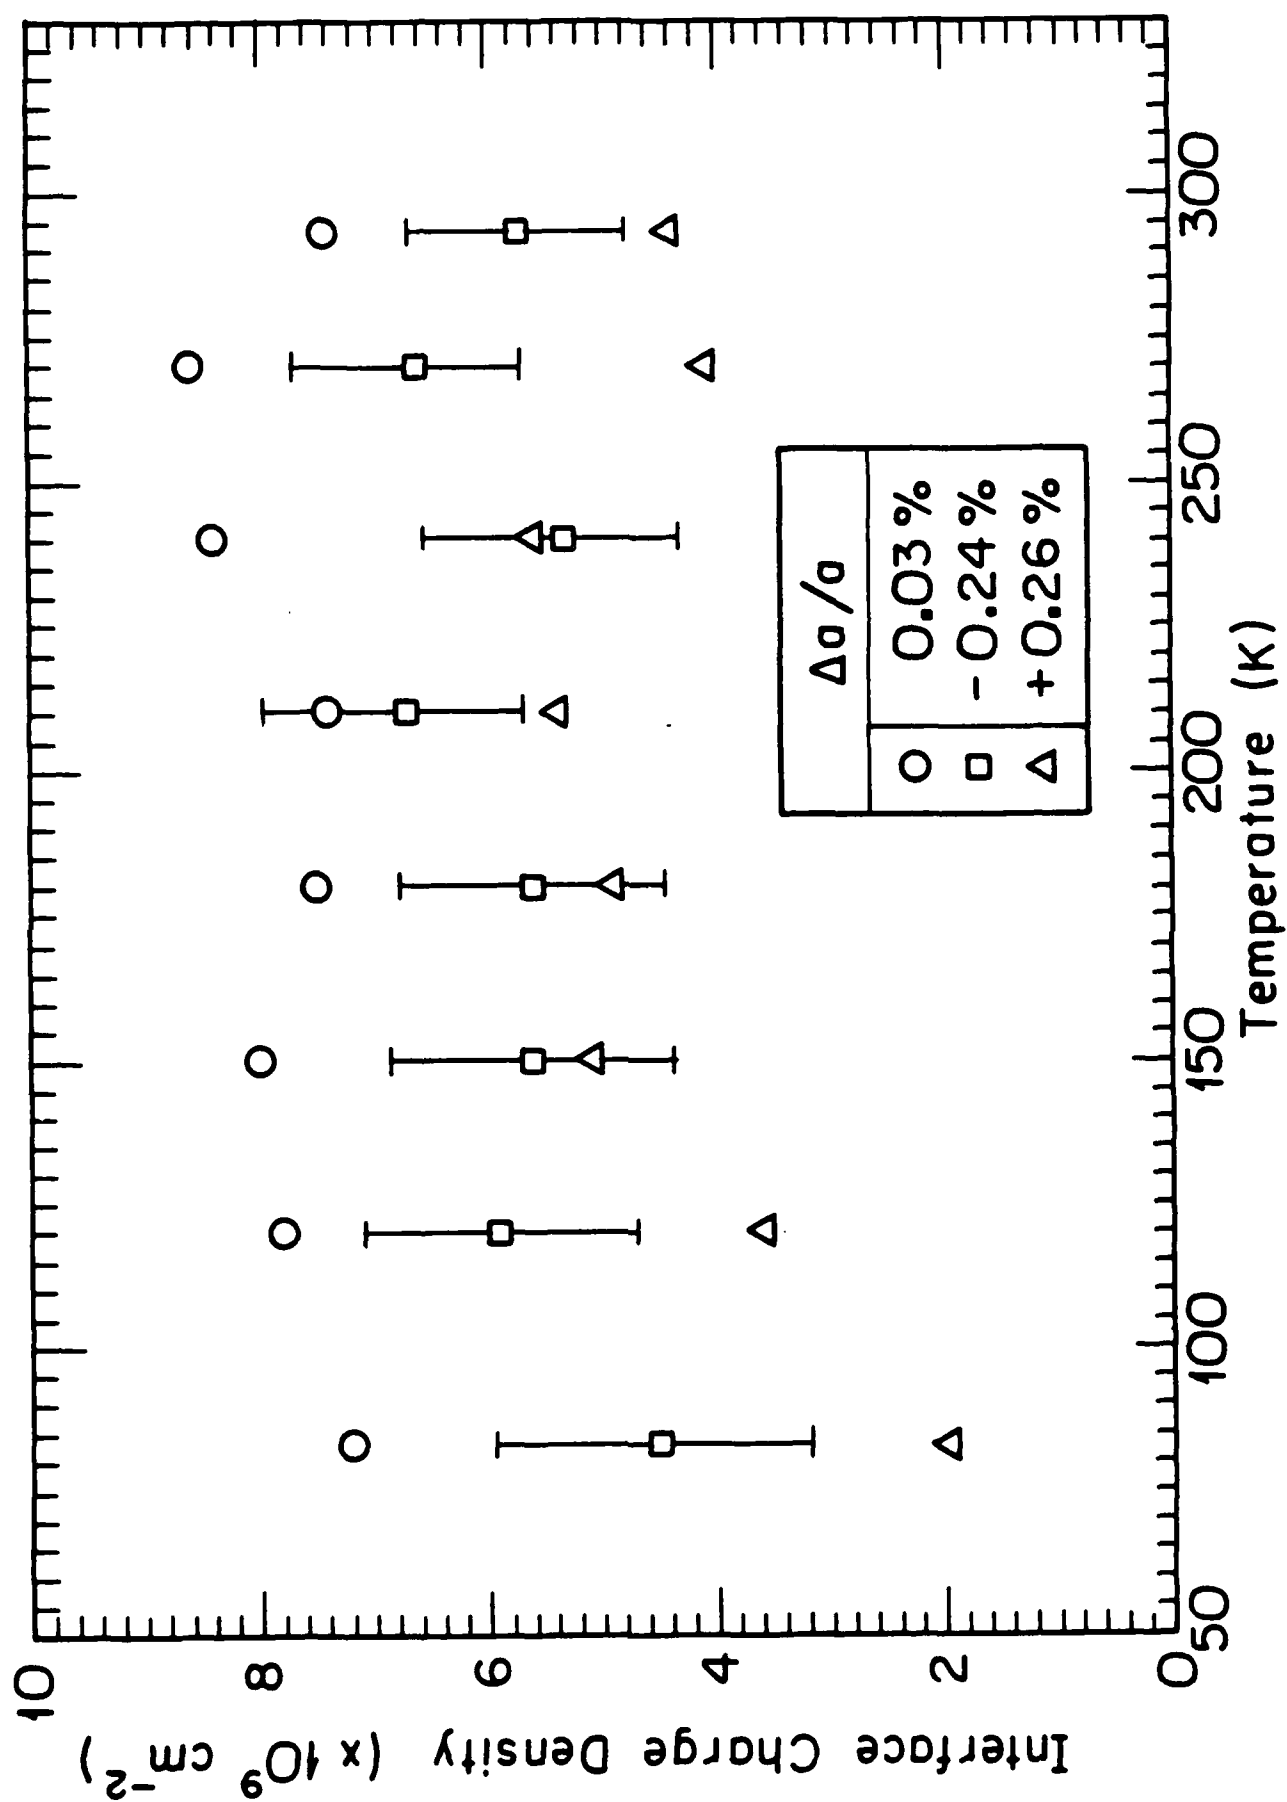 Interface Charge Density (x 10⁹ cm⁻²)
10
8
6
4
2
0
50
100
150
200
250
300
Temperature (K)
Δa/a
○ 0.03 %
□ - 0.24 %
△ + 0.26 %